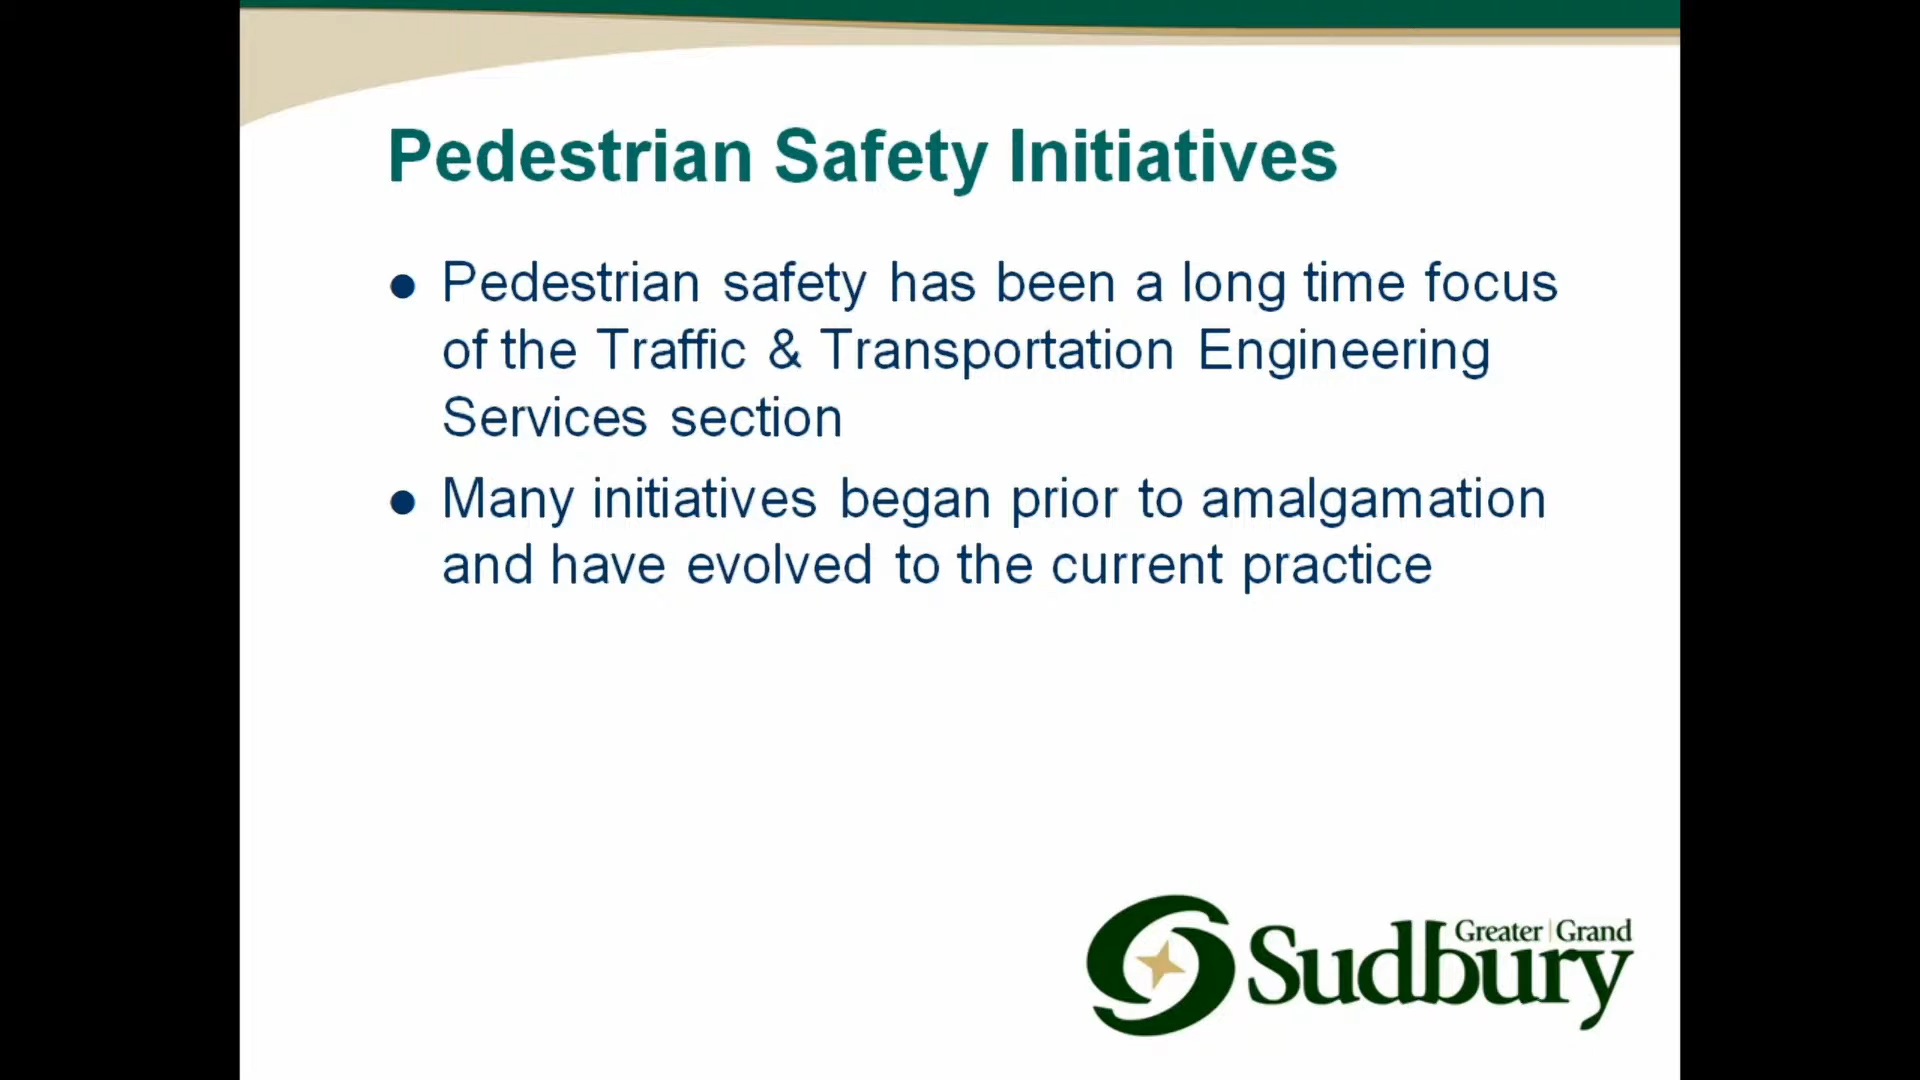 Pedestrian Safety Initiatives
● Pedestrian safety has been a long time focus
of the Traffic & Transportation Engineering
Services section
● Many initiatives began prior to amalgamation
and have evolved to the current practice
Greater | Grand
Sudbury